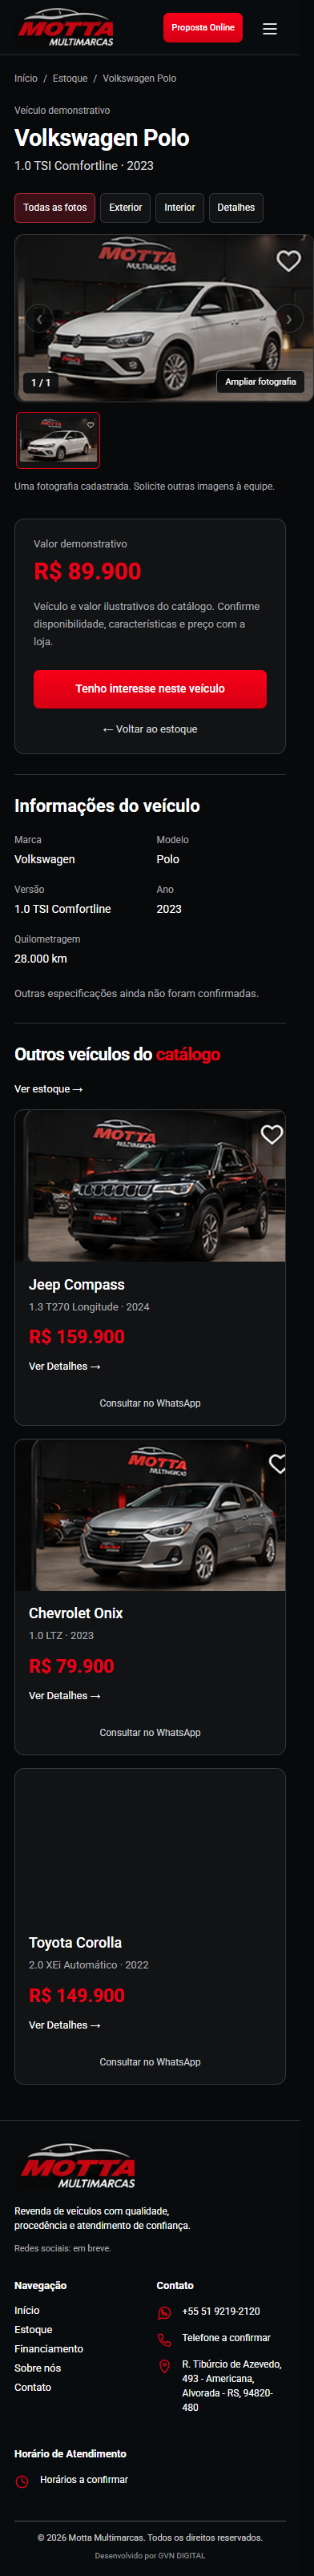 MOTTA
MULTIMARCAS
Proposta Online
Início / Estoque / Volkswagen Polo
Veículo demonstrativo
Volkswagen Polo
1.0 TSI Comfortline · 2023
Todas as fotos
Exterior
Interior
Detalhes
MOTTA
MULTIMARCAS
1 / 1
Ampliar fotografia
Uma fotografia cadastrada. Solicite outras imagens à equipe.
Valor demonstrativo
R$ 89.900
Veículo e valor ilustrativos do catálogo. Confirme
disponibilidade, características e preço com a
loja.
Tenho interesse neste veículo
← Voltar ao estoque
Informações do veículo
Marca
Volkswagen
Modelo
Polo
Versão
1.0 TSI Comfortline
Ano
2023
Quilometragem
28.000 km
Outras especificações ainda não foram confirmadas.
Outros veículos do catálogo
Ver estoque →
MOTTA
MULTIMARCAS
Jeep Compass
1.3 T270 Longitude · 2024
R$ 159.900
Ver Detalhes →
Consultar no WhatsApp
MOTTA
Chevrolet Onix
1.0 LTZ · 2023
R$ 79.900
Ver Detalhes →
Consultar no WhatsApp
Toyota Corolla
2.0 XEi Automático · 2022
R$ 149.900
Ver Detalhes →
Consultar no WhatsApp
MOTTA
MULTIMARCAS
Revenda de veículos com qualidade,
procedência e atendimento de confiança.
Redes sociais: em breve.
Navegação
Início
Estoque
Financiamento
Sobre nós
Contato
Contato
+55 51 9219-2120
Telefone a confirmar
R. Tibúrcio de Azevedo,
493 - Americana,
Alvorada - RS, 94820-
480
Horário de Atendimento
Horários a confirmar
© 2026 Motta Multimarcas. Todos os direitos reservados.
Desenvolvido por GVN DIGITAL